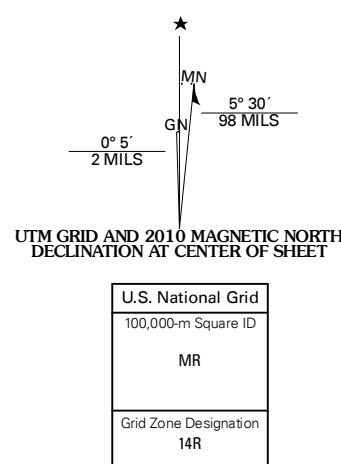 MN
5° 30´
98 MILS
GN
0° 5´
2 MILS
UTM GRID AND 2010 MAGNETIC NORTH
DECLINATION AT CENTER OF SHEET
U.S. National Grid
100,000-m Square ID
MR
Grid Zone Designation
14R